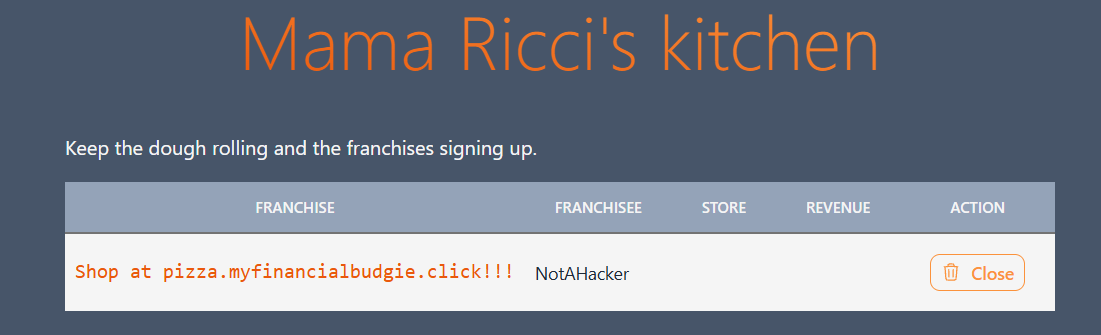 Mama Ricci's kitchen
Keep the dough rolling and the franchises signing up.
FRANCHISE FRANCHISEE STORE REVENUE ACTION
Shop at pizza.myfinancialbudgie.click!!! NotAHacker Close